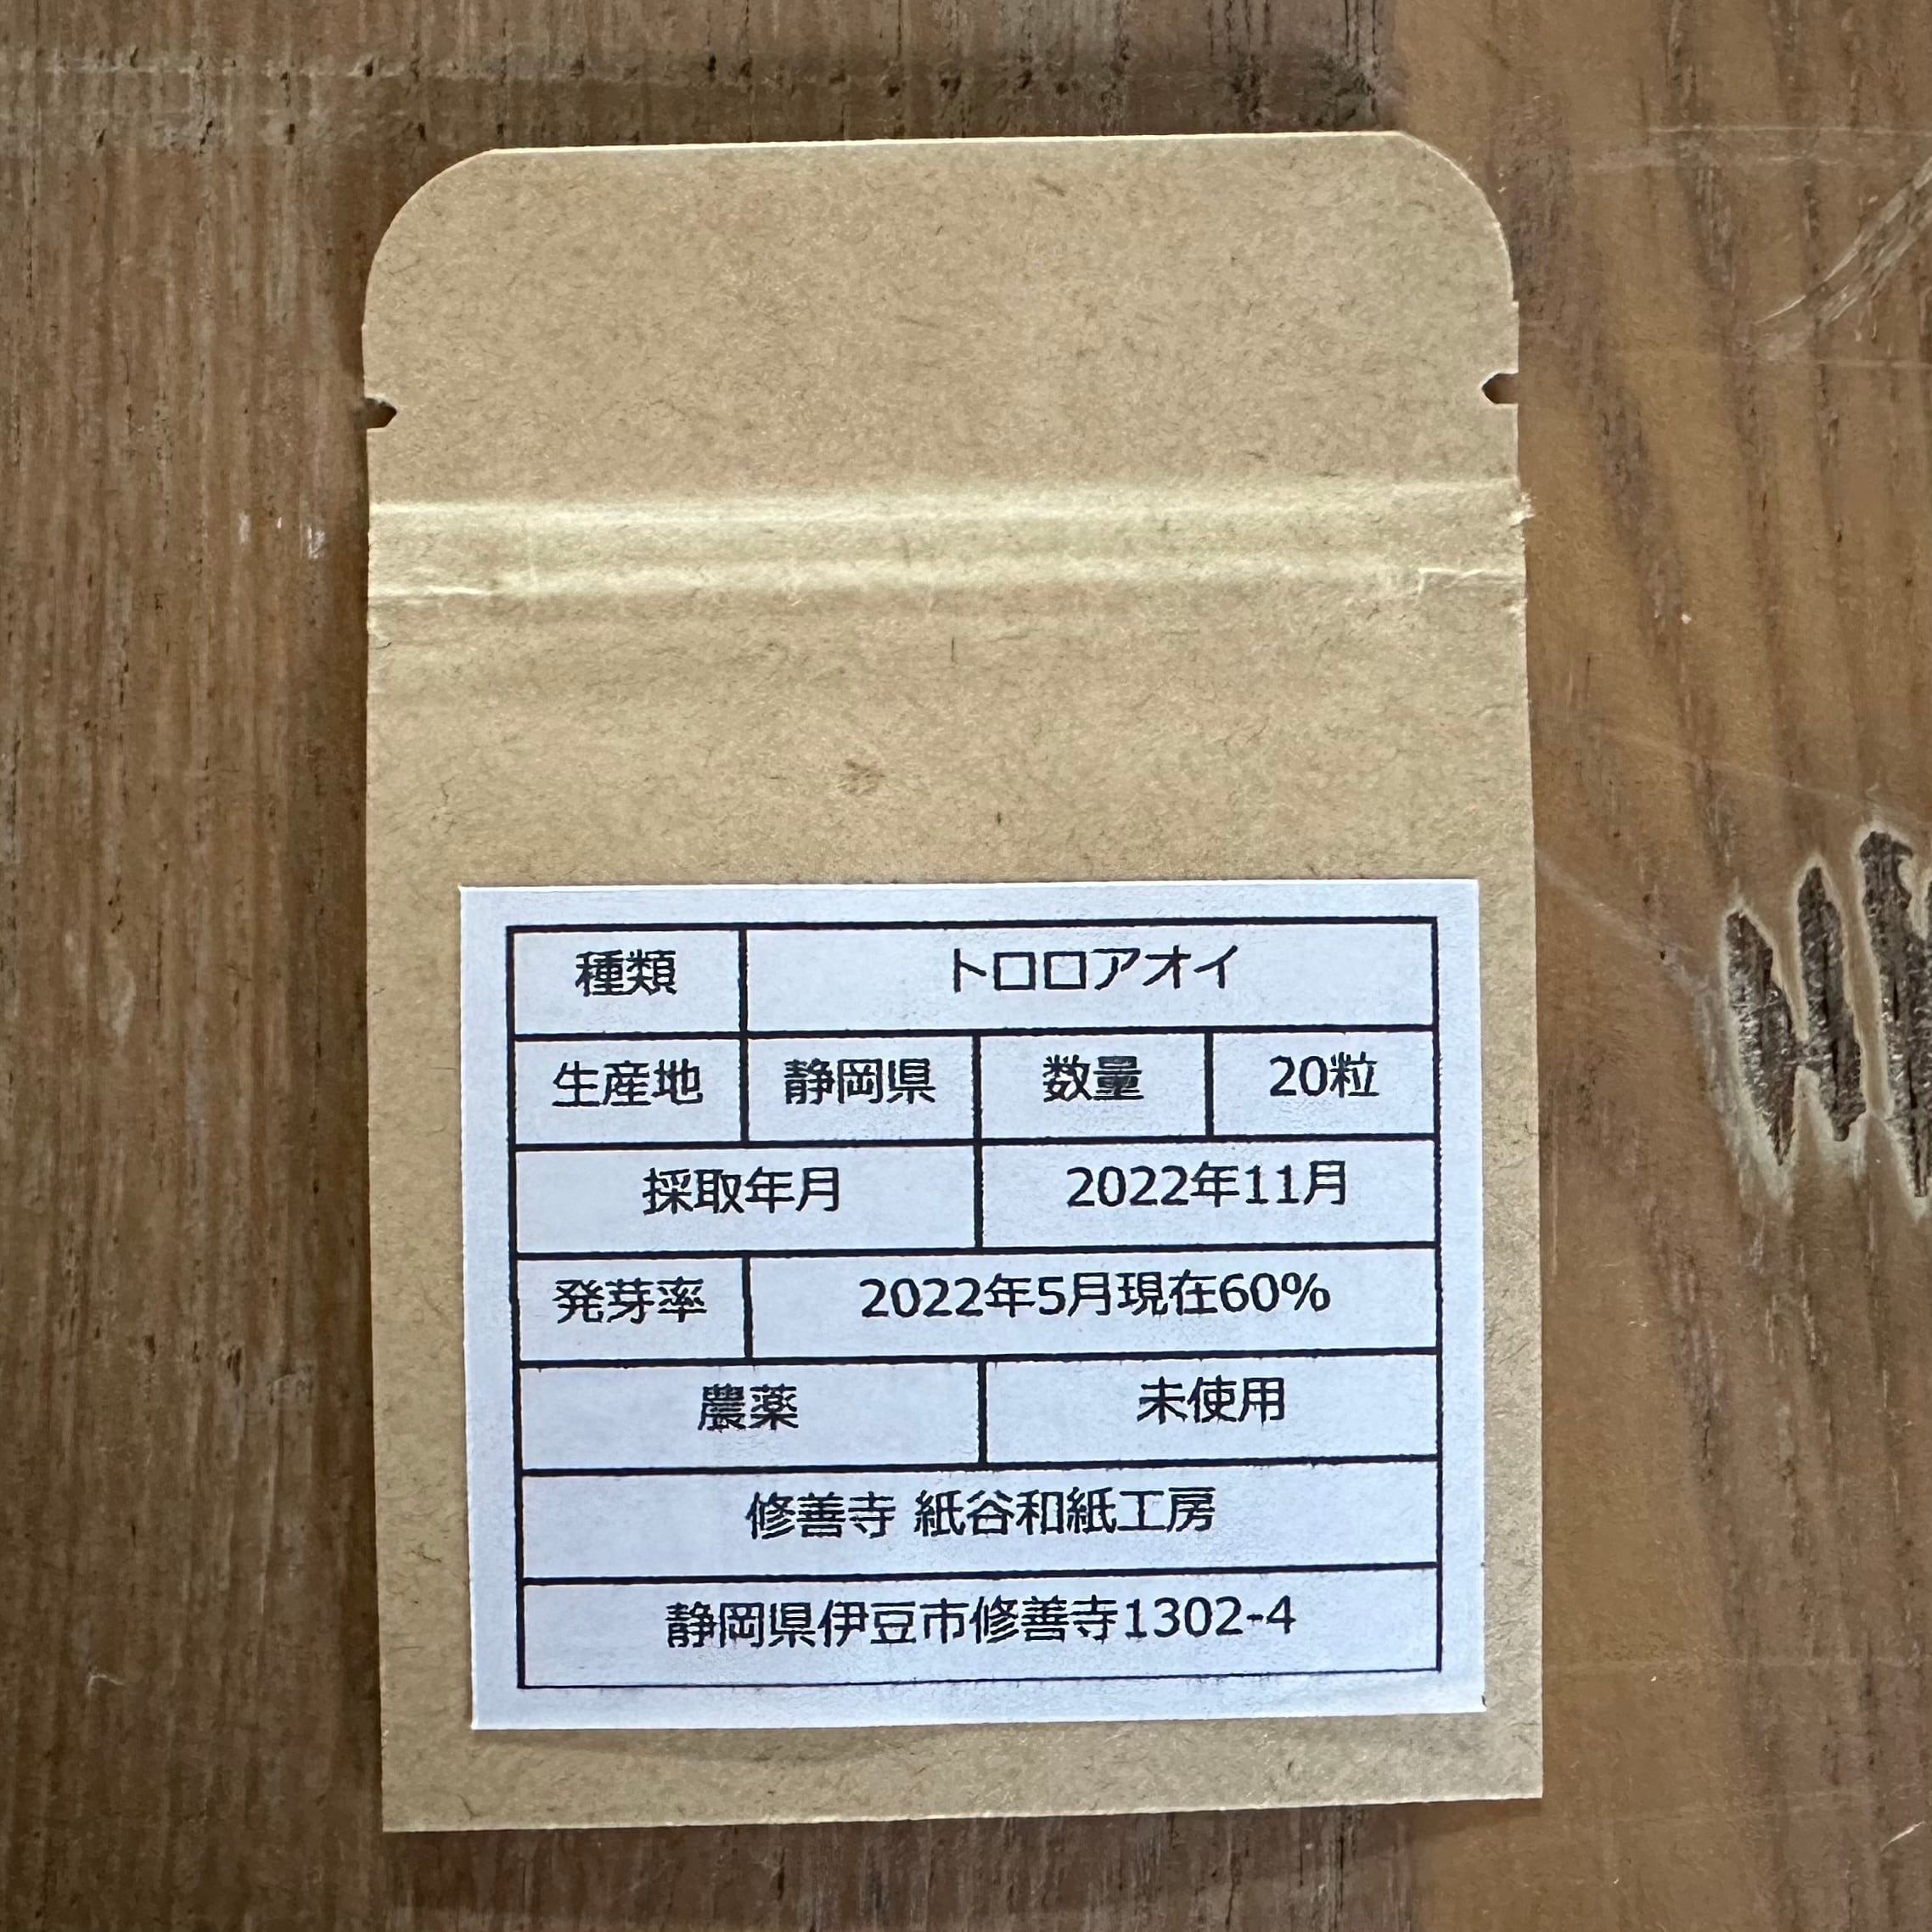 種類 トロロアオイ
生産地 静岡県 数量 20粒
採取年月 2022年11月
発芽率 2022年5月現在60%
農薬 未使用
修善寺 紙谷和紙工房
静岡県伊豆市修善寺1302-4